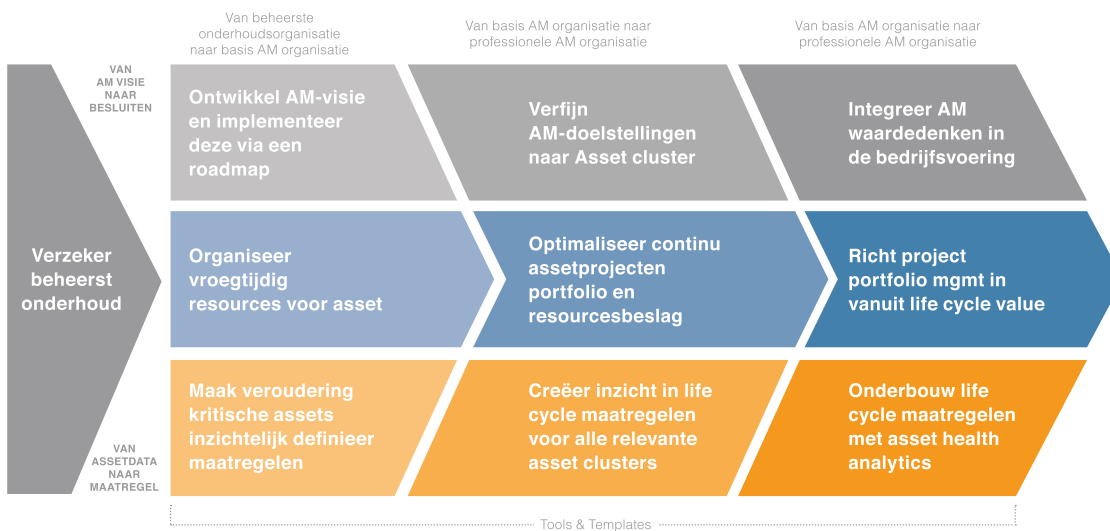 Van beheerste
onderhoudsorganisatie
naar basis AM organisatie
Van basis AM organisatie naar
professionele AM organisatie
Van basis AM organisatie naar
professionele AM organisatie
VAN
AM VISIE
NAAR
BESLUITEN
Ontwikkel AM-visie
en implementeer
deze via een
roadmap
Verfijn
AM-doelstellingen
naar Asset cluster
Integreer AM
waardedenken in
de bedrijfsvoering
Verzeker
beheerst
onderhoud
Organiseer
vroegtijdig
resources voor asset
Optimaliseer continu
assetprojecten
portfolio en
resourcesbeslag
Richt project
portfolio mgmt in
vanuit life cycle value
Maak veroudering
kritische assets
inzichtelijk definieer
maatregelen
Creëer inzicht in life
cycle maatregelen
voor alle relevante
asset clusters
Onderbouw life
cycle maatregelen
met asset health
analytics
VAN
ASSETDATA
NAAR
MAATREGEL
Tools & Templates